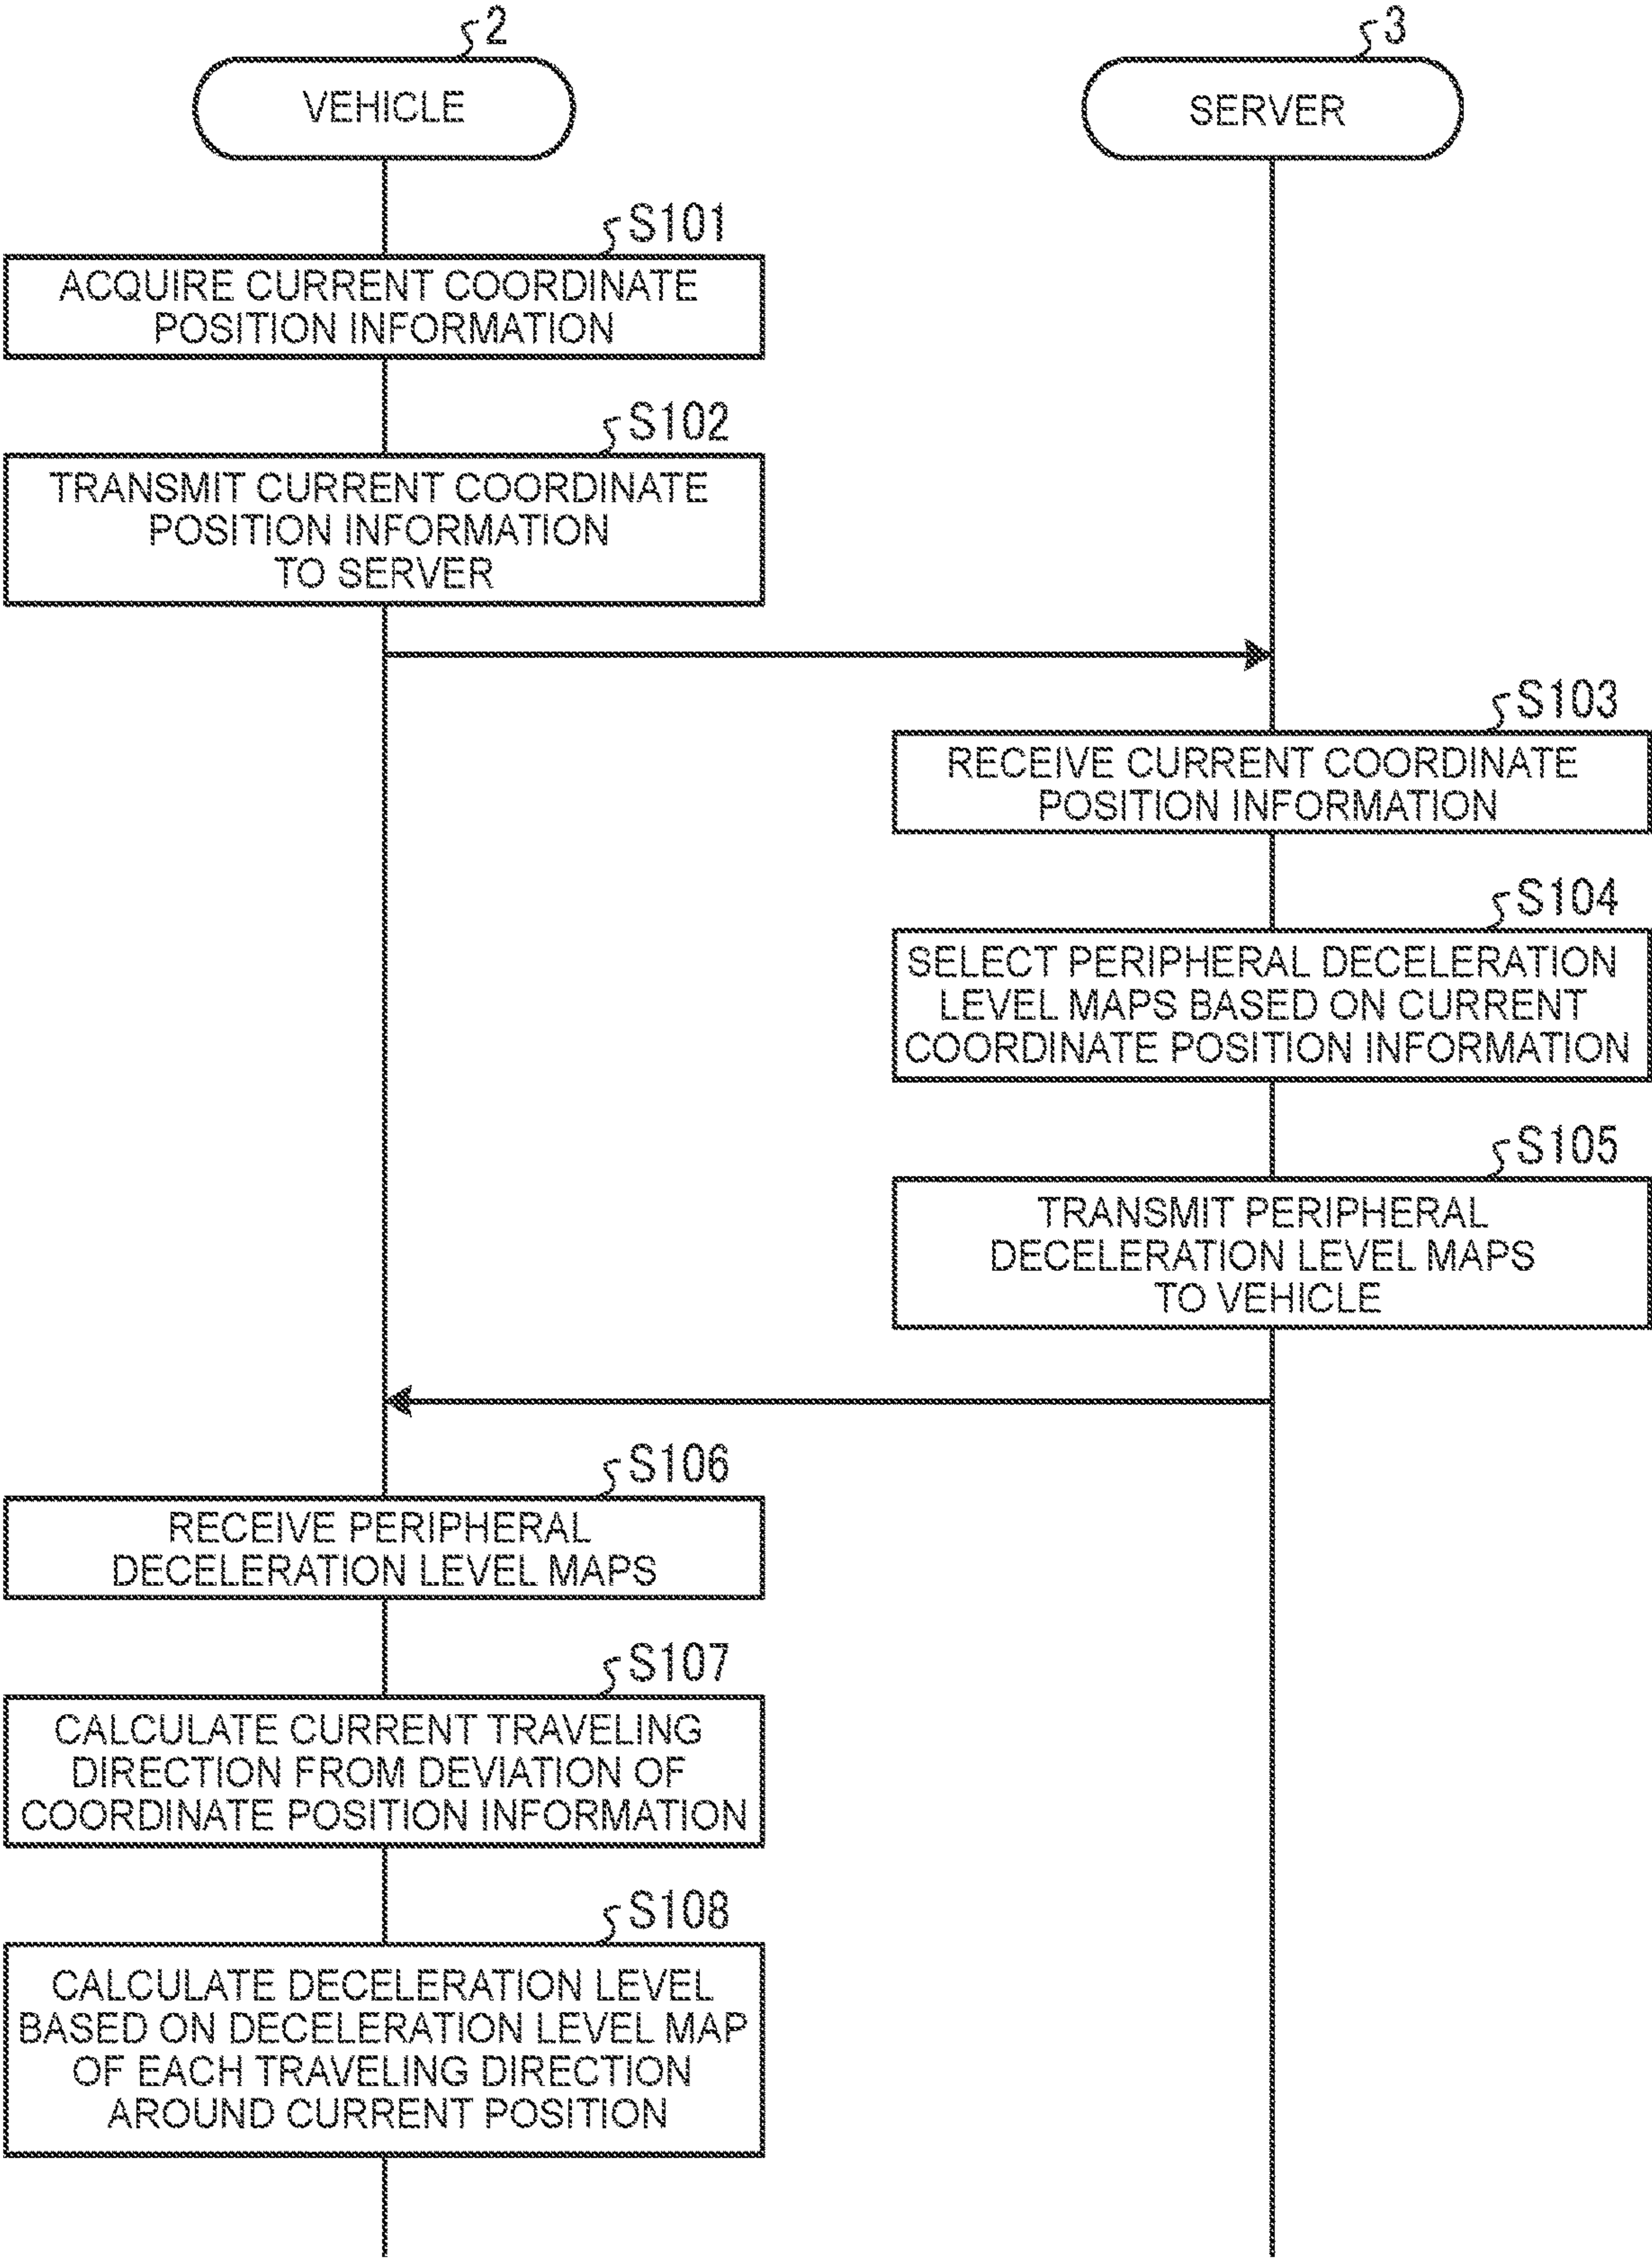 2
VEHICLE
3
SERVER
S101
ACQUIRE CURRENT COORDINATE
POSITION INFORMATION
S102
TRANSMIT CURRENT COORDINATE
POSITION INFORMATION
TO SERVER
S103
RECEIVE CURRENT COORDINATE
POSITION INFORMATION
S104
SELECT PERIPHERAL DECELERATION
LEVEL MAPS BASED ON CURRENT
COORDINATE POSITION INFORMATION
S105
TRANSMIT PERIPHERAL
DECELERATION LEVEL MAPS
TO VEHICLE
S106
RECEIVE PERIPHERAL
DECELERATION LEVEL MAPS
S107
CALCULATE CURRENT TRAVELING
DIRECTION FROM DEVIATION OF
COORDINATE POSITION INFORMATION
S108
CALCULATE DECELERATION LEVEL
BASED ON DECELERATION LEVEL MAP
OF EACH TRAVELING DIRECTION
AROUND CURRENT POSITION